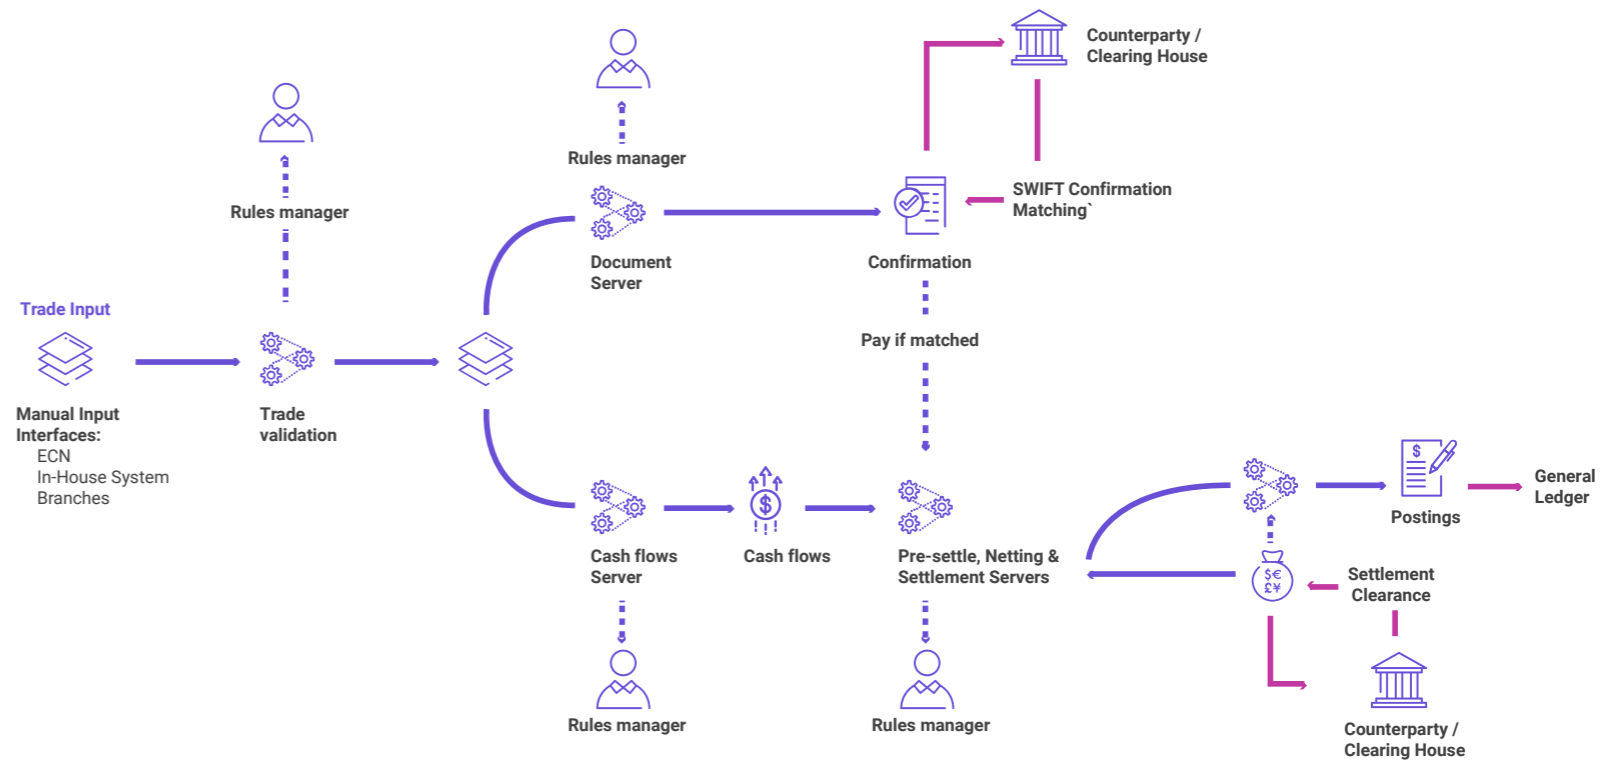 Counterparty /
Clearing House
Rules manager
SWIFT Confirmation
Matching`
Rules manager
Document
Server
Confirmation
Trade Input
Pay if matched
Manual Input
Interfaces:
ECN
In-House System
Branches
Trade
validation
$
General
Ledger
Postings
$
Cash flows
Server
Cash flows
Pre-settle, Netting &
Settlement Servers
$€
£¥
Settlement
Clearance
Rules manager
Rules manager
Counterparty /
Clearing House